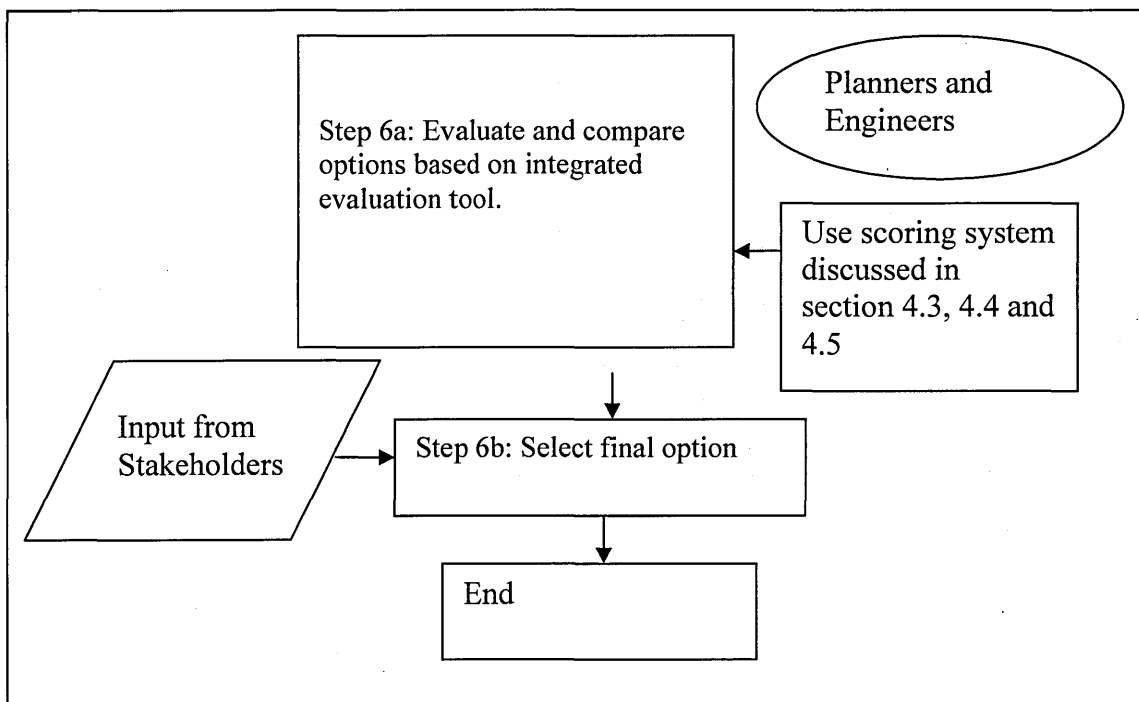 Step 6a: Evaluate and compare
options based on integrated
evaluation tool.
Planners and
Engineers
Use scoring system
discussed in
section 4.3, 4.4 and
4.5
Input from
Stakeholders
Step 6b: Select final option
End